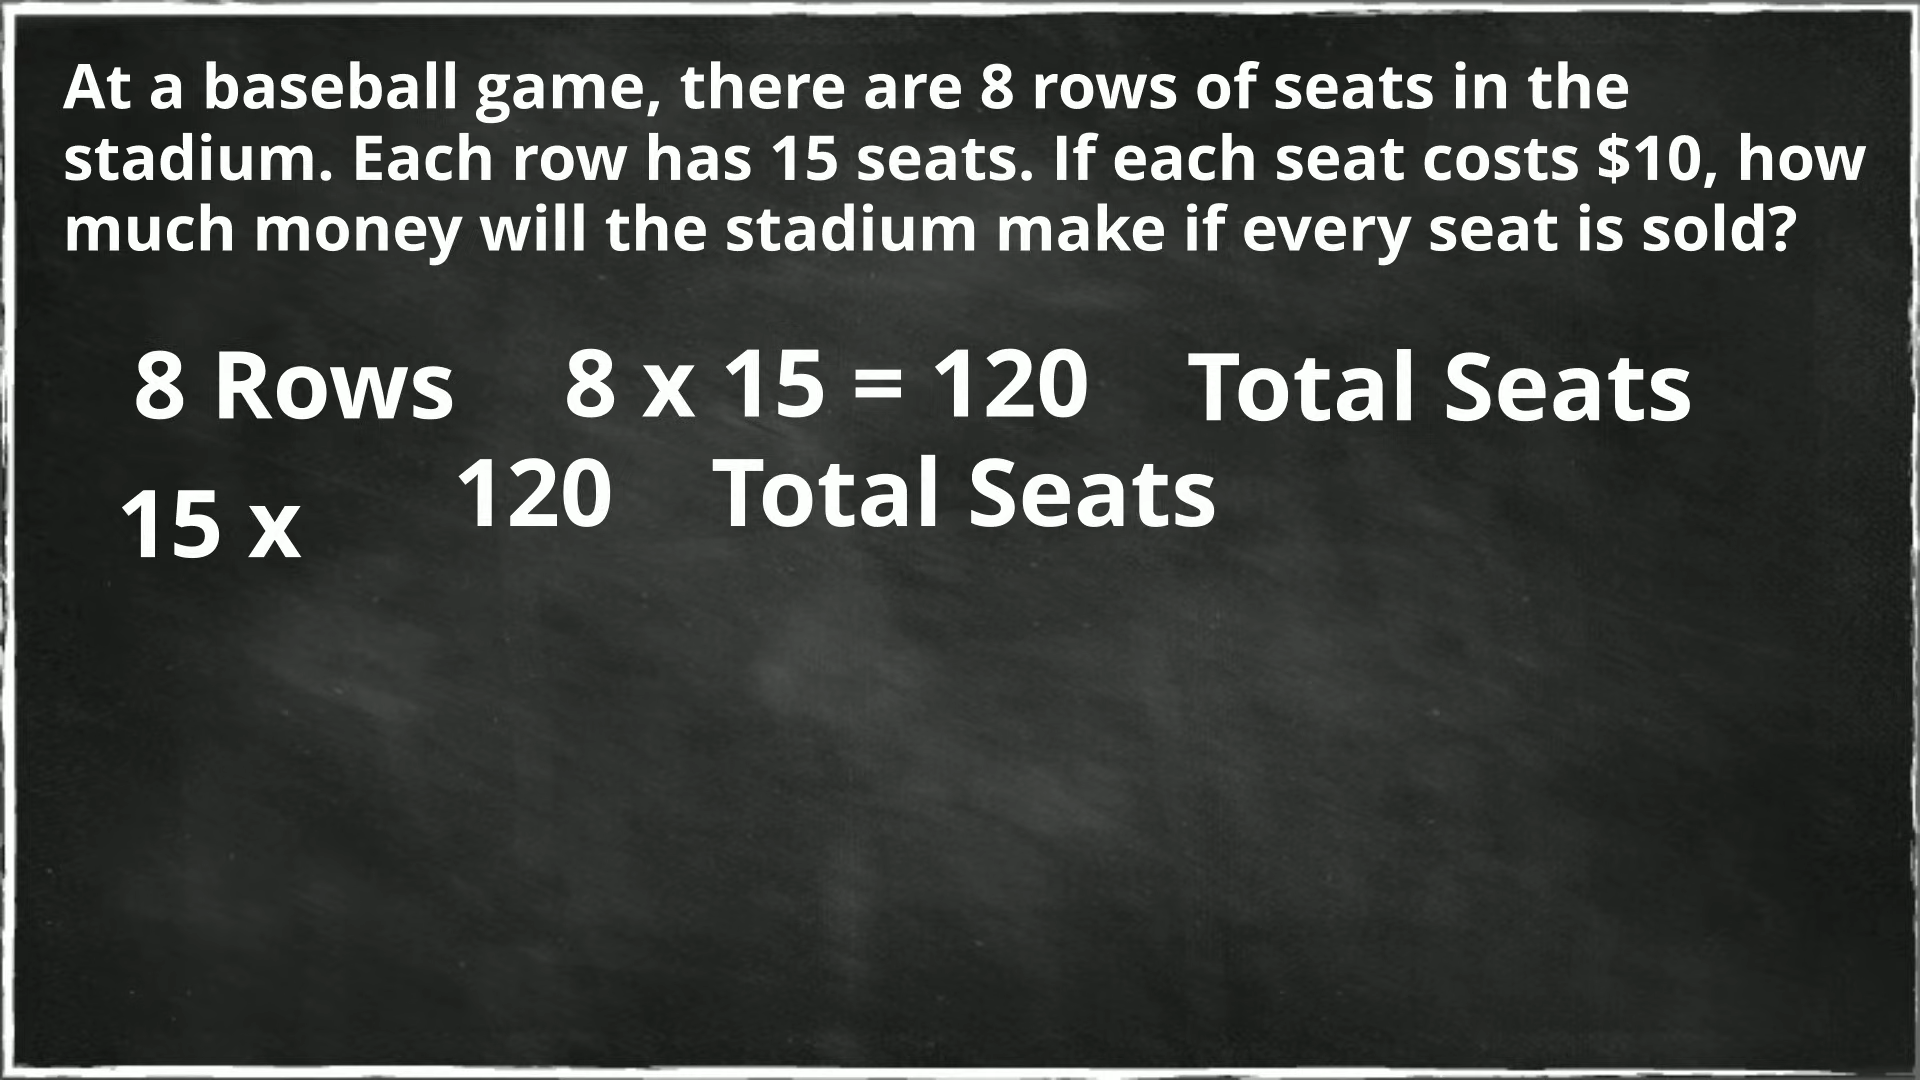 At a baseball game, there are 8 rows of seats in the
stadium. Each row has 15 seats. If each seat costs $10, how
much money will the stadium make if every seat is sold?
8 Rows 8 x 15 = 120 Total Seats
120 Total Seats
15 x